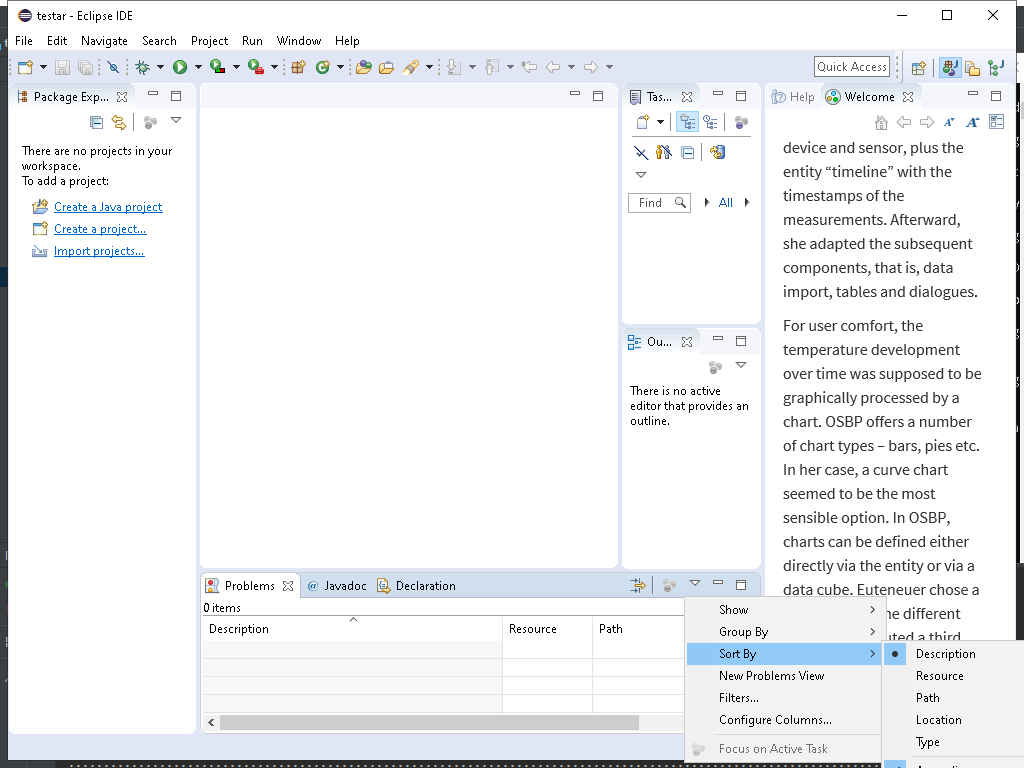 testar - Eclipse IDE
File Edit Navigate Search Project Run Window Help
Quick Access
Package Exp...
There are no projects in your
workspace.
To add a project:
Create a Java project
Create a project...
Import projects...
Tas...
Find
All
Ou...
There is no active
editor that provides an
outline.
Help
Welcome
device and sensor, plus the
entity “timeline” with the
timestamps of the
measurements. Afterward,
she adapted the subsequent
components, that is, data
import, tables and dialogues.
For user comfort, the
temperature development
over time was supposed to be
graphically processed by a
chart. OSBP offers a number
of chart types – bars, pies etc.
In her case, a curve chart
seemed to be the most
sensible option. In OSBP,
charts can be defined either
directly via the entity or via a
data cube. Euteneuer chose a
different
a third
Problems
Javadoc
Declaration
0 items
Description Resource Path
Show
Group By
Sort By
New Problems View
Filters...
Configure Columns...
Focus on Active Task
Description
Resource
Path
Location
Type